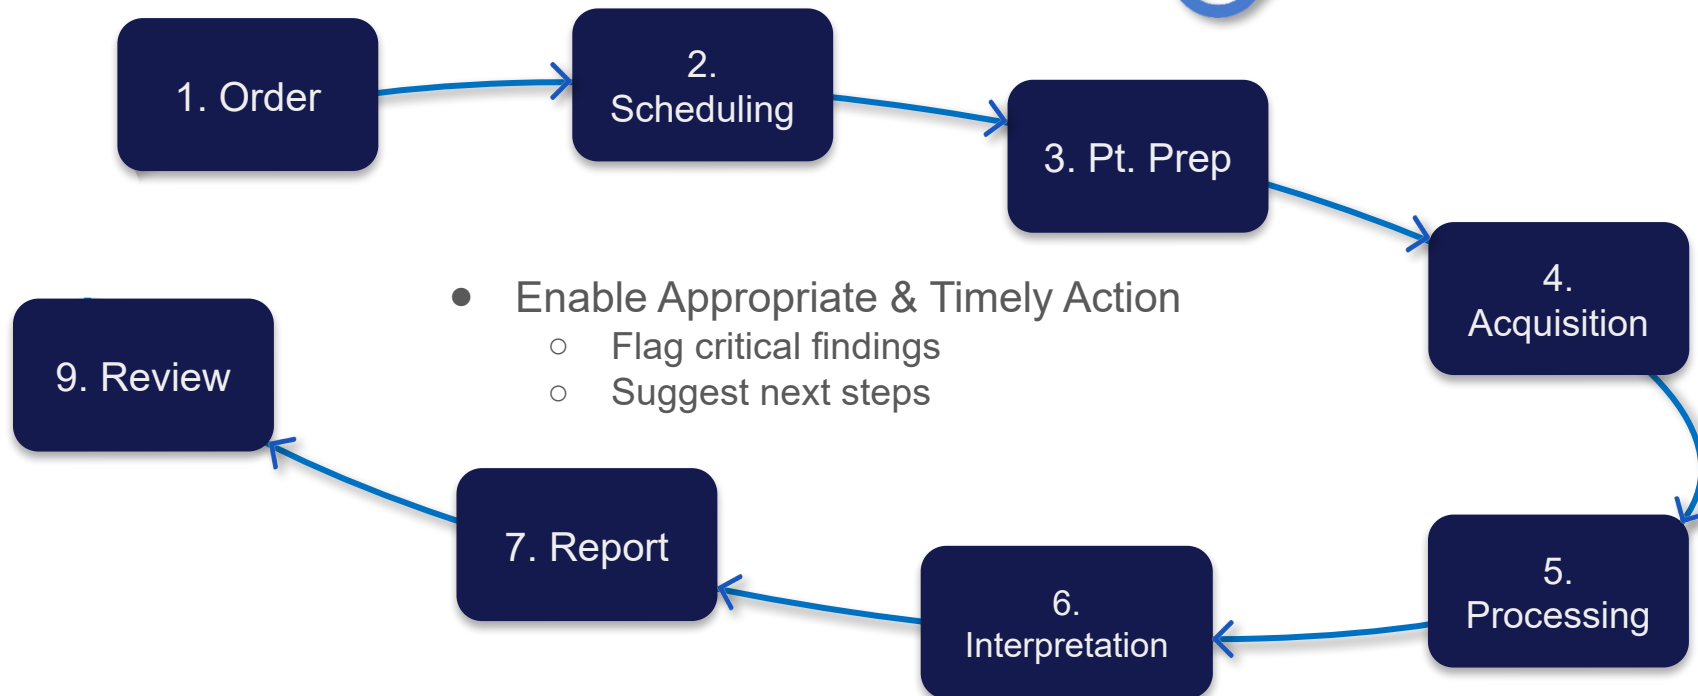 1. Order
2.
Scheduling
3. Pt. Prep
4.
Acquisition
● Enable Appropriate & Timely Action
○ Flag critical findings
○ Suggest next steps
9. Review
7. Report
6.
Interpretation
5.
Processing